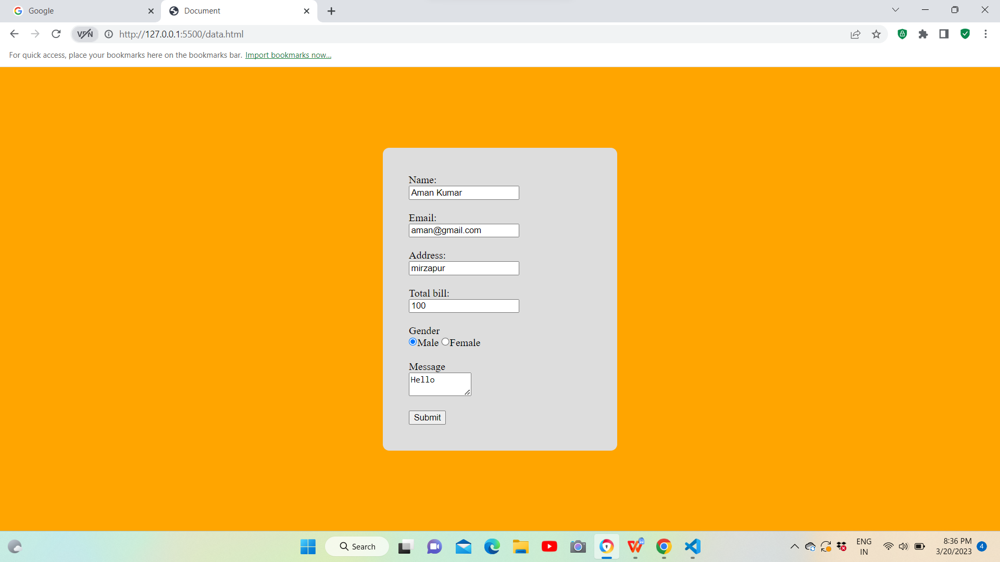 Google
Document
VPN
http://127.0.0.1:5500/data.html
For quick access, place your bookmarks here on the bookmarks bar. Import bookmarks now...
Name:
Aman Kumar
Email:
aman@gmail.com
Address:
mirzapur
Total bill:
100
Gender
Male Female
Message
Hello
Submit
Search
ENG
IN
8:36 PM
3/20/2023
4